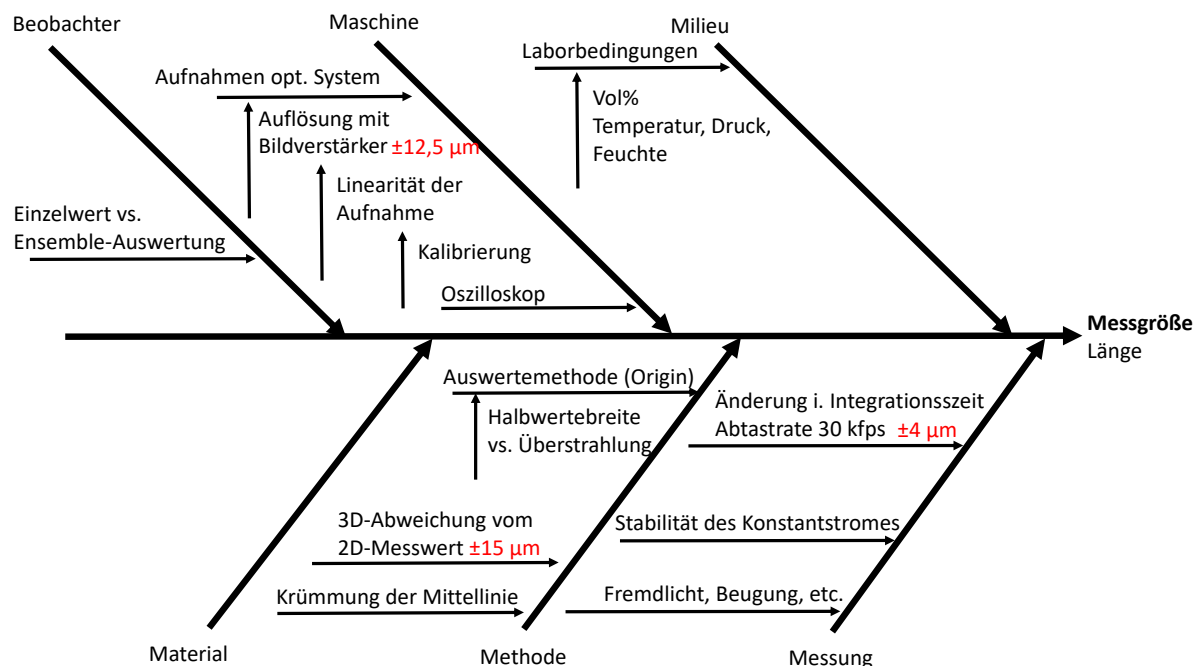 Beobachter
Maschine
Milieu
Aufnahmen opt. System
Laborbedingungen
Auflösung mit
Bildverstärker ±12,5 µm
Vol%
Temperatur, Druck,
Feuchte
Linearität der
Aufnahme
Einzelwert vs.
Ensemble-Auswertung
Kalibrierung
Oszilloskop
Messgröße
Länge
Auswertemethode (Origin)
Halbwertebreite
vs. Überstrahlung
Änderung i. Integrationsszeit
Abtastrate 30 kfps ±4 µm
3D-Abweichung vom
2D-Messwert ±15 µm
Stabilität des Konstantstromes
Krümmung der Mittellinie
Fremdlicht, Beugung, etc.
Material
Methode
Messung